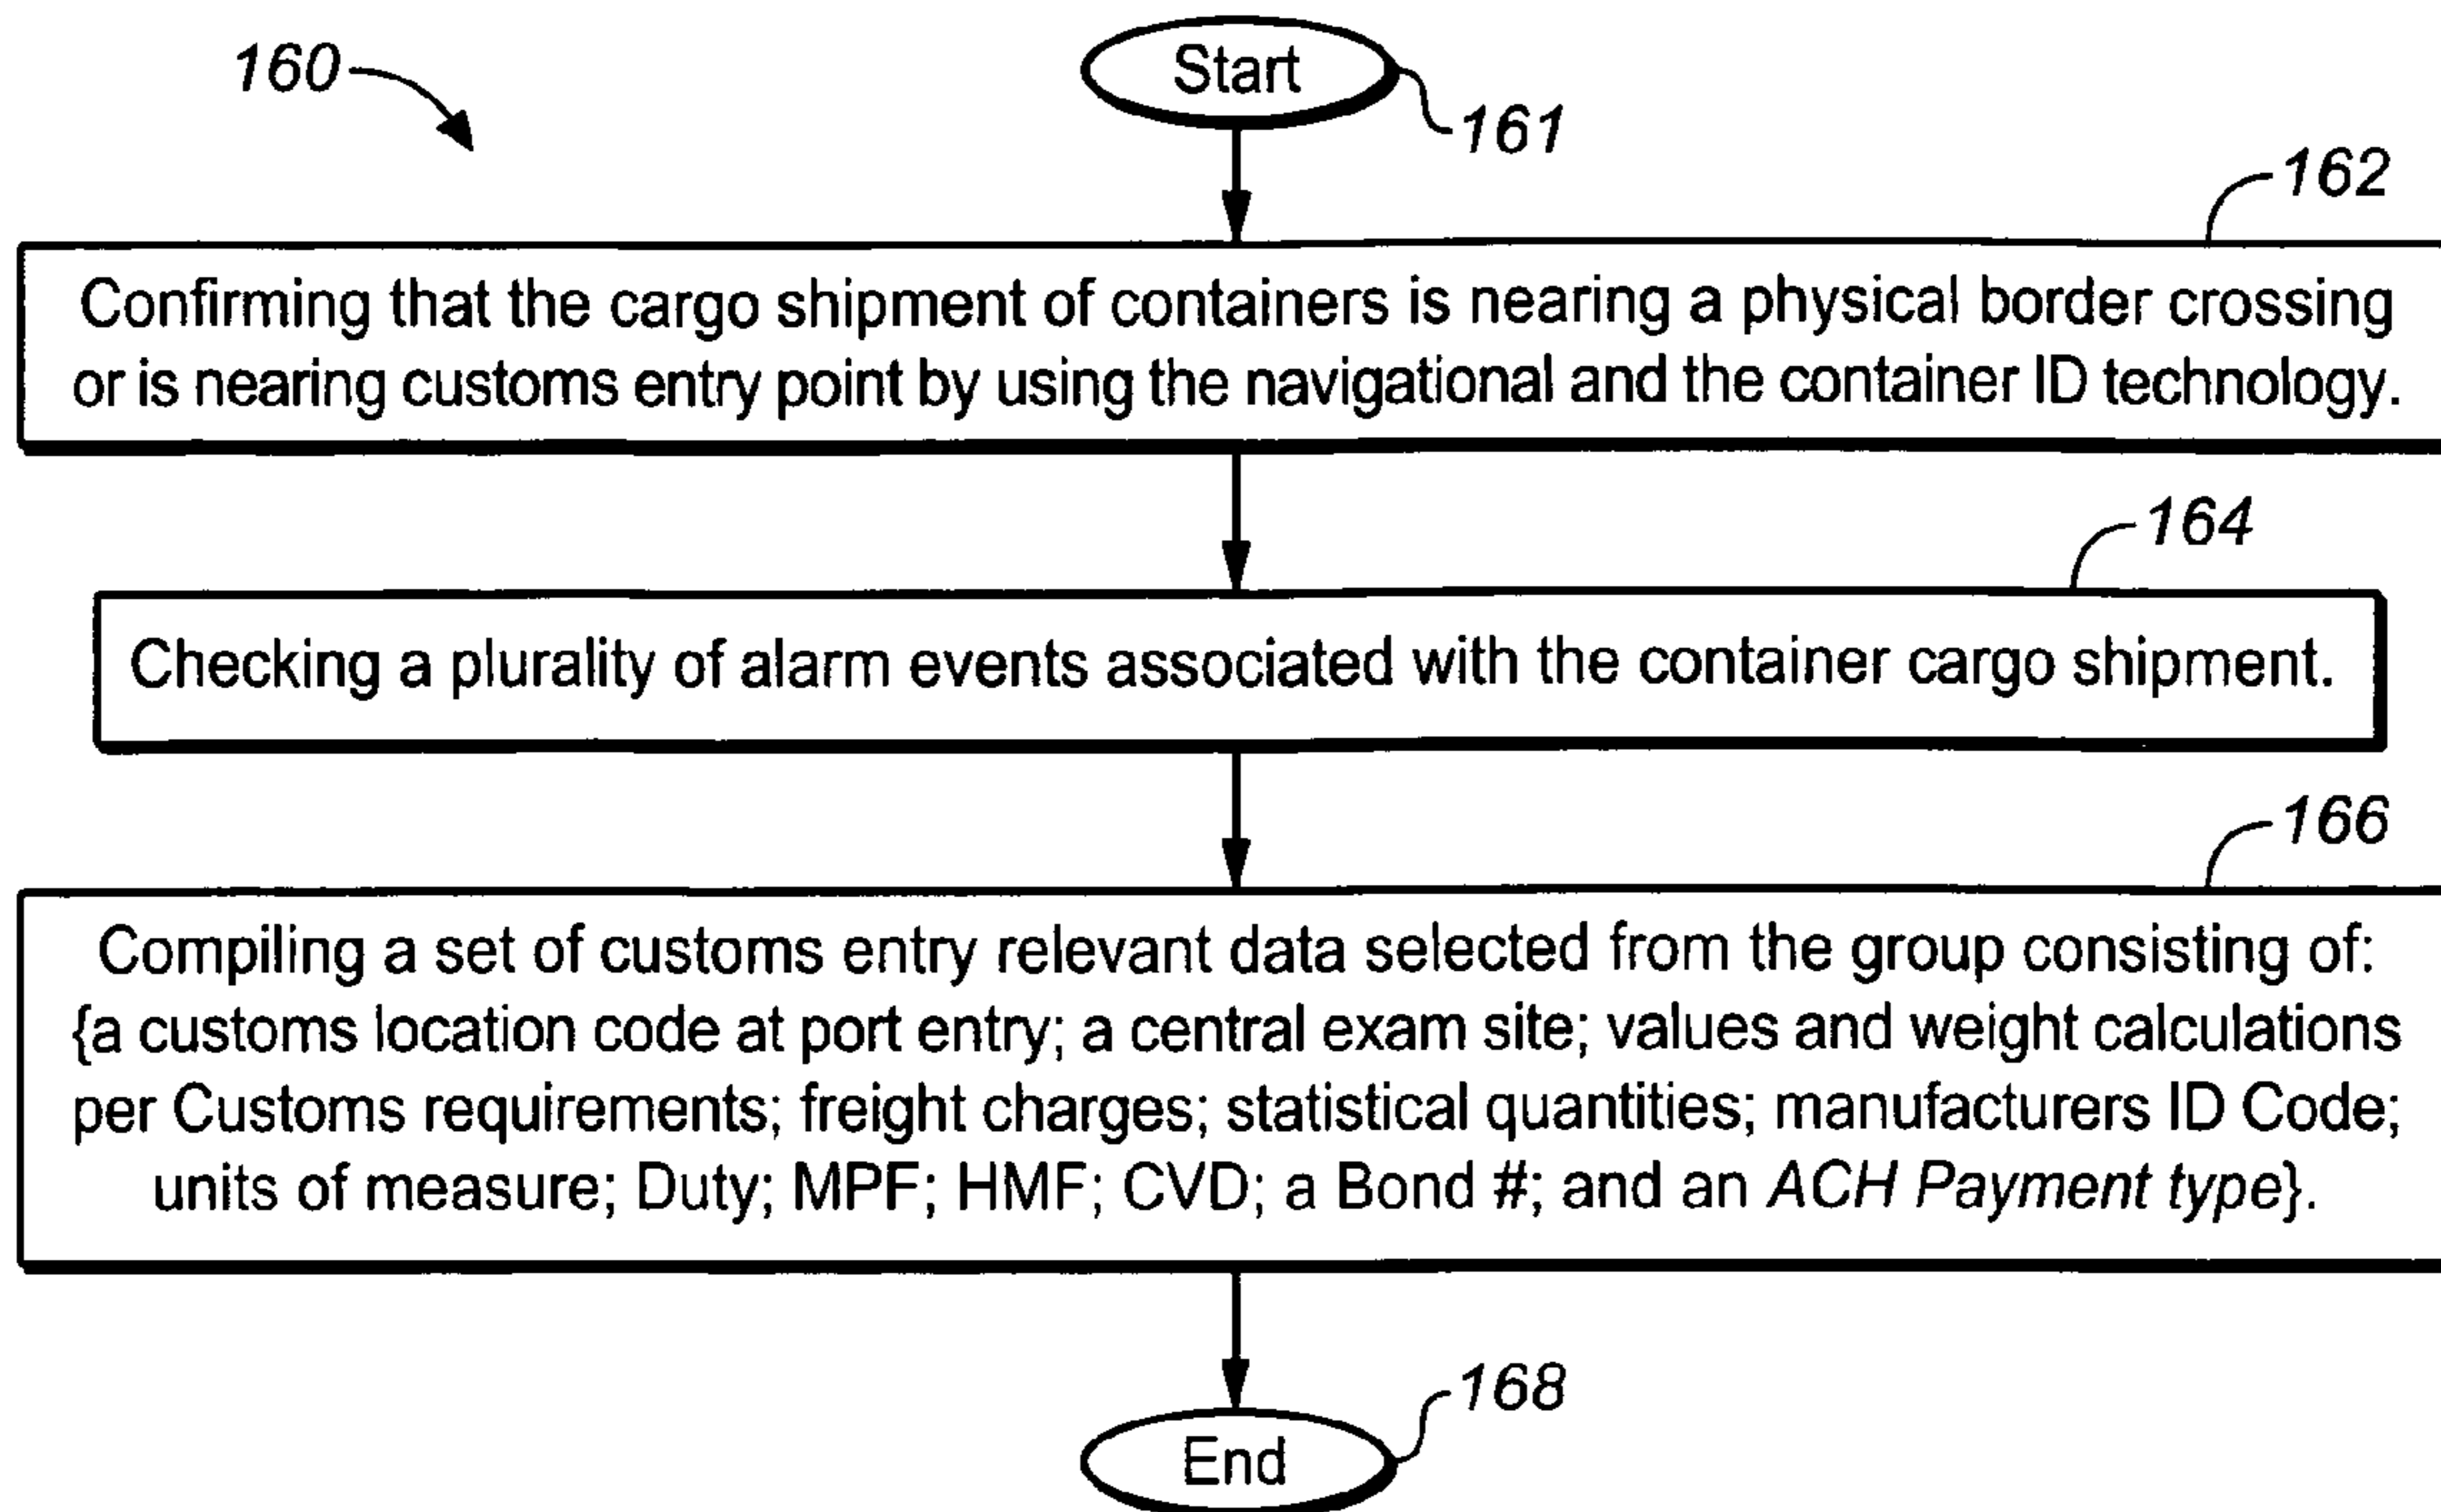 160
Start
161
162
Confirming that the cargo shipment of containers is nearing a physical border crossing
or is nearing customs entry point by using the navigational and the container ID technology.
164
Checking a plurality of alarm events associated with the container cargo shipment.
166
Compiling a set of customs entry relevant data selected from the group consisting of:
{a customs location code at port entry; a central exam site; values and weight calculations
per Customs requirements; freight charges; statistical quantities; manufacturers ID Code;
units of measure; Duty; MPF; HMF; CVD; a Bond #; and an ACH Payment type}.
168
End